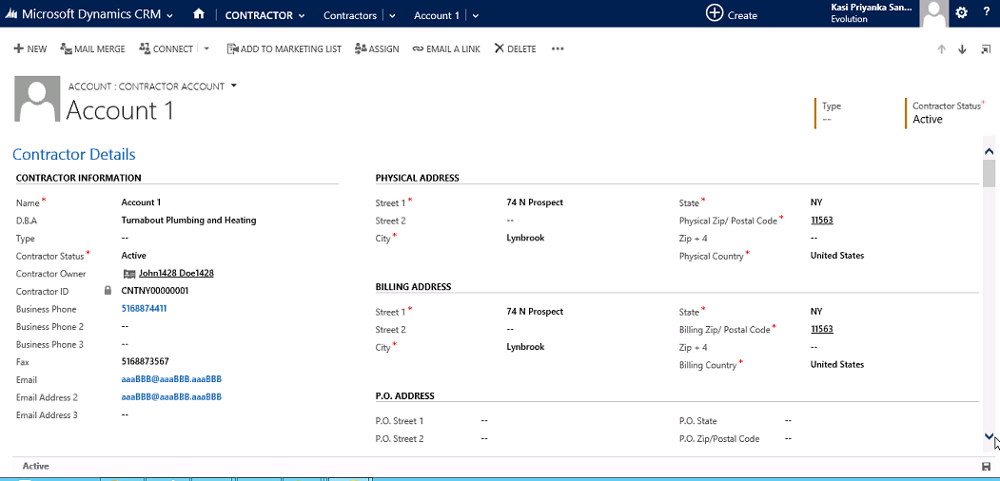 Microsoft Dynamics CRM CONTRACTOR Contractors Account 1 Create Kasi Priyanka San... Evolution ?
NEW MAIL MERGE CONNECT ADD TO MARKETING LIST ASSIGN EMAIL A LINK DELETE ...
ACCOUNT : CONTRACTOR ACCOUNT
Account 1
Type
--
Contractor Status*
Active
Contractor Details
CONTRACTOR INFORMATION
Name* Account 1
D.B.A Turnabout Plumbing and Heating
Type --
Contractor Status* Active
Contractor Owner John1428 Doe1428
Contractor ID CNTNY00000001
Business Phone 5168874411
Business Phone 2 --
Business Phone 3 --
Fax 5168873567
Email aaaBBB@aaaBBB.aaaBBB
Email Address 2 aaaBBB@aaaBBB.aaaBBB
Email Address 3 --
PHYSICAL ADDRESS
Street 1* 74 N Prospect State* NY
Street 2 -- Physical Zip/ Postal Code* 11563
City* Lynbrook Zip + 4 --
Physical Country* United States
BILLING ADDRESS
Street 1* 74 N Prospect State* NY
Street 2 -- Billing Zip/ Postal Code* 11563
City* Lynbrook Zip + 4 --
Billing Country* United States
P.O. ADDRESS
P.O. Street 1 -- P.O. State --
P.O. Street 2 -- P.O. Zip/Postal Code --
Active